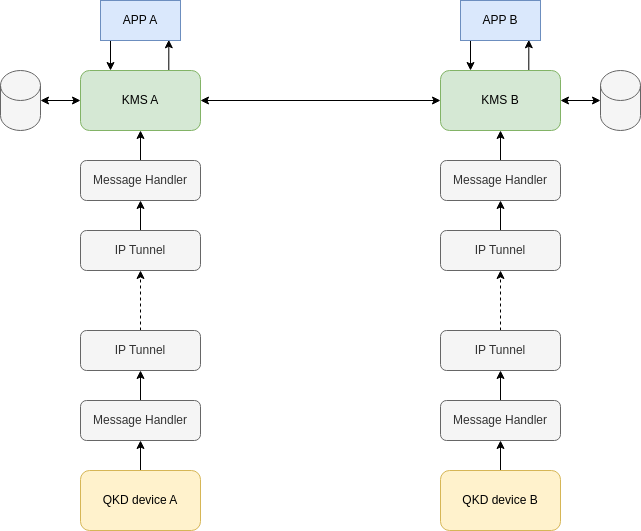 APP A
APP B
KMS A
KMS B
Message Handler
Message Handler
IP Tunnel
IP Tunnel
IP Tunnel
IP Tunnel
Message Handler
Message Handler
QKD device A
QKD device B